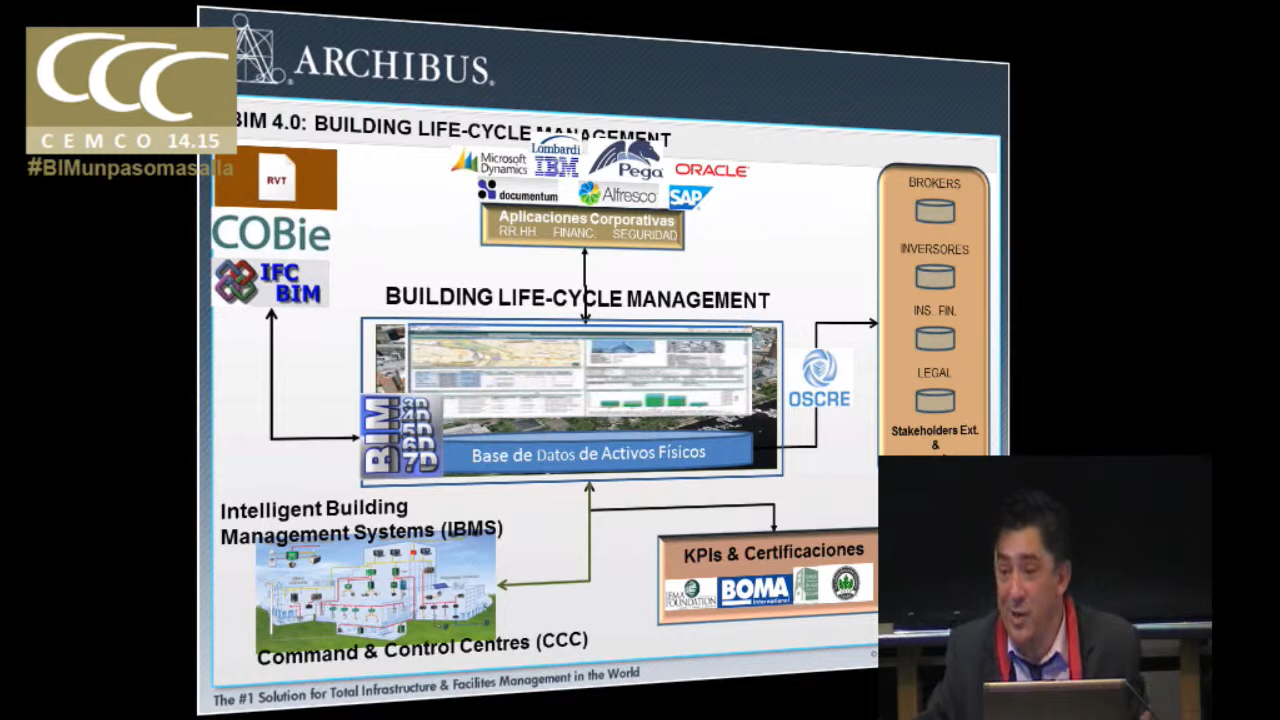 ARCHIBUS.
CCC
CEMCO 14.15
#BIMunpasomasalla
BIM 4.0: BUILDING LIFE-CYCLE MANAGEMENT
RVT
COBie
IFC
BIM
Microsoft
Dynamics
Lombardi
IBM
Pega
ORACLE
documentum
Alfresco
SAP
Aplicaciones Corporativas
RR.HH FINANC. SEGURIDAD
BROKERS
INVERSORES
INS. FIN.
LEGAL
Stakeholders Ext.
&
BUILDING LIFE-CYCLE MANAGEMENT
OSCRE
BIM
3D
4D
5D
6D
7D
Base de Datos de Activos Físicos
Intelligent Building
Management Systems (IBMS)
Command & Control Centres (CCC)
KPIs & Certificaciones
IFMA
FOUNDATION
BOMA
International
The #1 Solution for Total Infrastructure & Facilites Management in the World